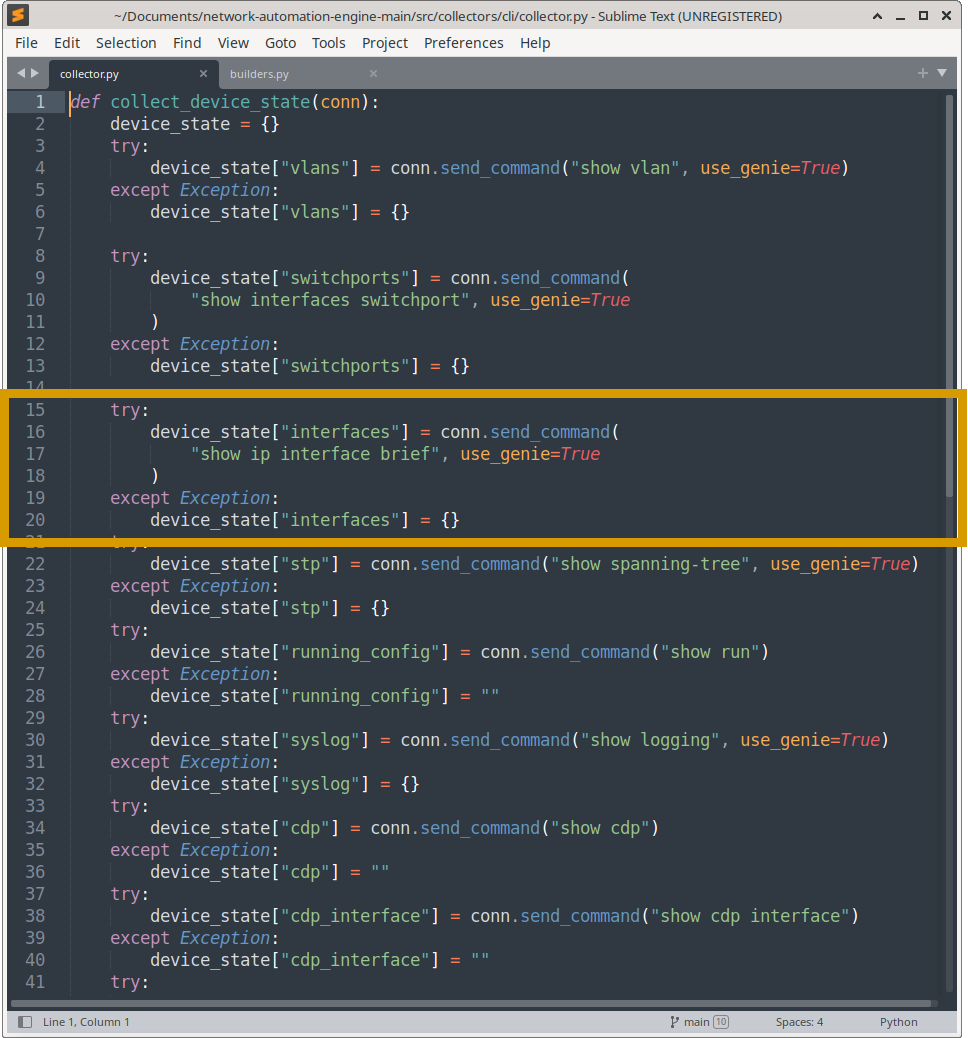 ~/Documents/network-automation-engine-main/src/collectors/cli/collector.py - Sublime Text (UNREGISTERED)
File Edit Selection Find View Goto Tools Project Preferences Help
collector.py × builders.py ×
1 def collect_device_state(conn):
2     device_state = {}
3     try:
4         device_state["vlans"] = conn.send_command("show vlan", use_genie=True)
5     except Exception:
6         device_state["vlans"] = {}
7
8     try:
9         device_state["switchports"] = conn.send_command(
10             "show interfaces switchport", use_genie=True
11         )
12     except Exception:
13         device_state["switchports"] = {}
14
15     try:
16         device_state["interfaces"] = conn.send_command(
17             "show ip interface brief", use_genie=True
18         )
19     except Exception:
20         device_state["interfaces"] = {}
21     try:
22         device_state["stp"] = conn.send_command("show spanning-tree", use_genie=True)
23     except Exception:
24         device_state["stp"] = {}
25     try:
26         device_state["running_config"] = conn.send_command("show run")
27     except Exception:
28         device_state["running_config"] = ""
29     try:
30         device_state["syslog"] = conn.send_command("show logging", use_genie=True)
31     except Exception:
32         device_state["syslog"] = {}
33     try:
34         device_state["cdp"] = conn.send_command("show cdp")
35     except Exception:
36         device_state["cdp"] = ""
37     try:
38         device_state["cdp_interface"] = conn.send_command("show cdp interface")
39     except Exception:
40         device_state["cdp_interface"] = ""
41     try:
Line 1, Column 1 main 10 Spaces: 4 Python